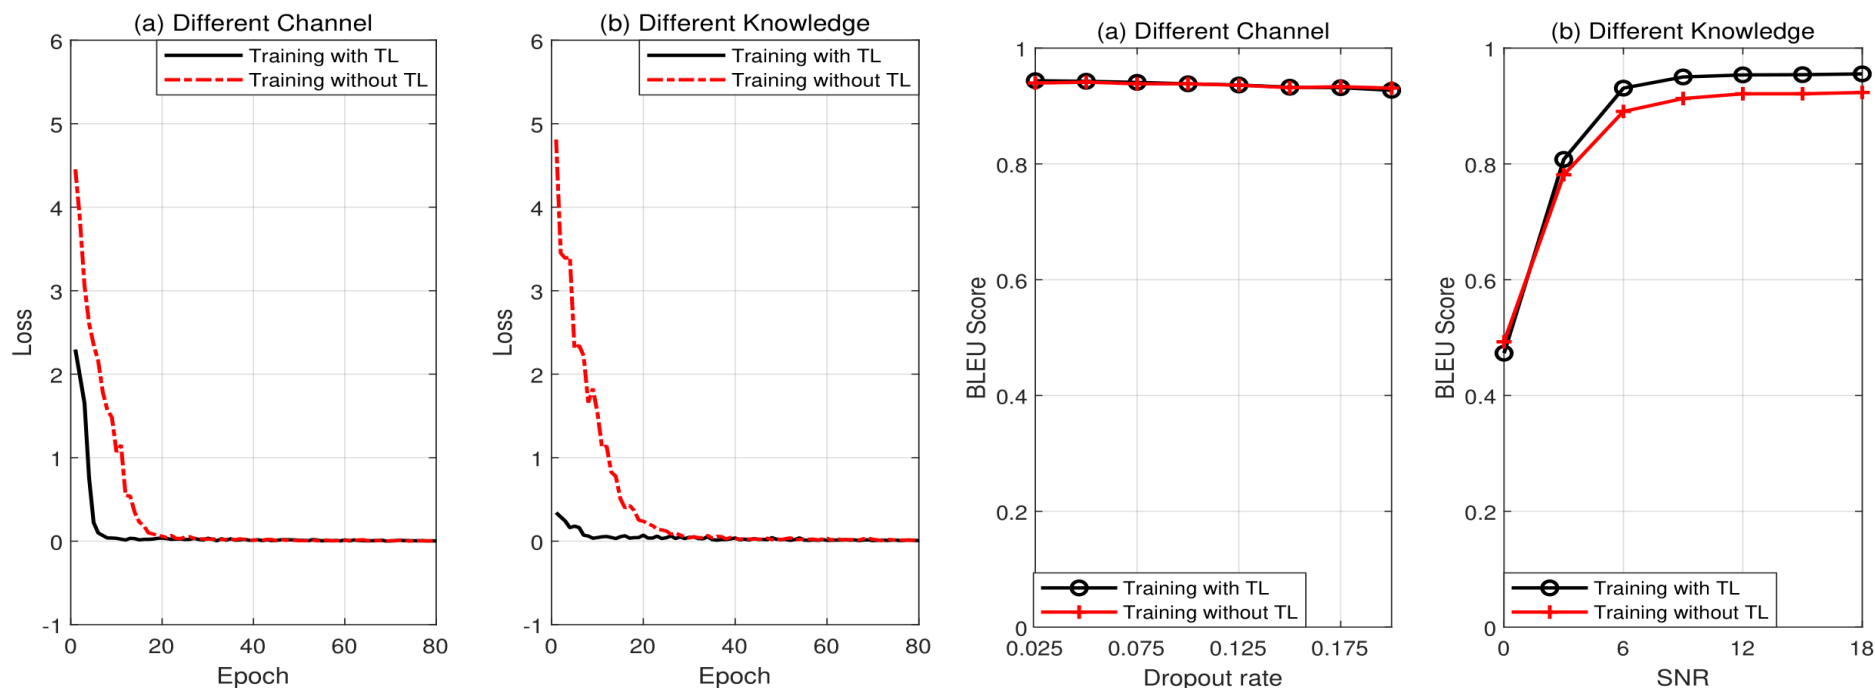 (a) Different Channel
Training with TL
Training without TL
6
5
4
3
2
1
0
-1
Loss
0
20
40
60
80
Epoch
(b) Different Knowledge
Training with TL
Training without TL
6
5
4
3
2
1
0
-1
Loss
0
20
40
60
80
Epoch
(a) Different Channel
1
0.8
0.6
0.4
0.2
0
BLEU Score
Training with TL
Training without TL
0.025
0.075
0.125
0.175
Dropout rate
(b) Different Knowledge
1
0.8
0.6
0.4
0.2
0
BLEU Score
Training with TL
Training without TL
0
6
12
18
SNR